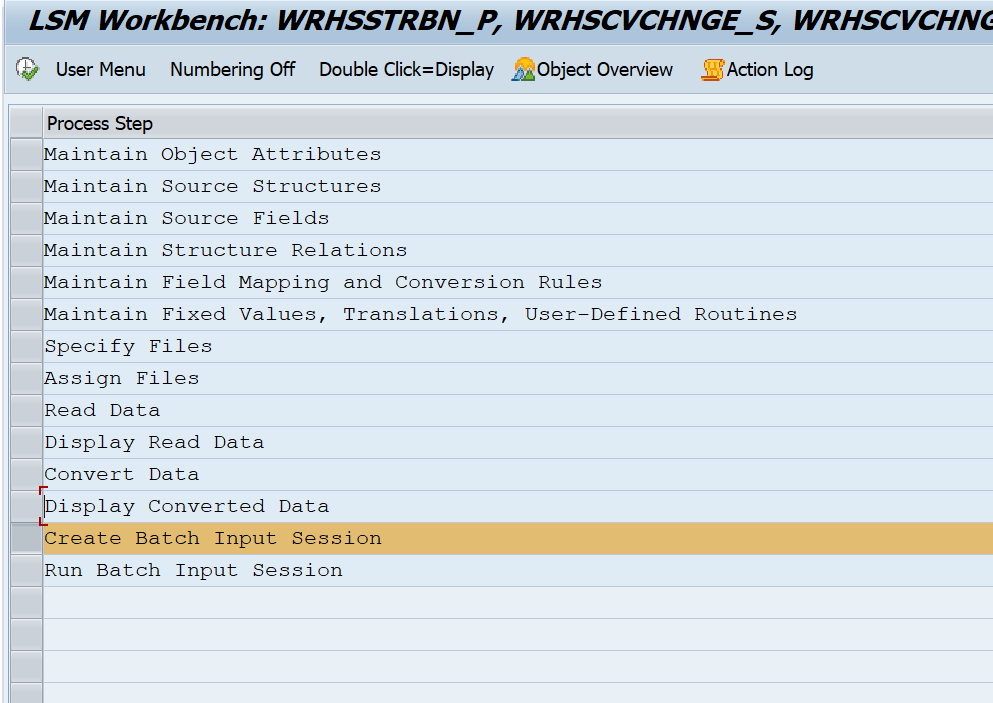 LSM Workbench: WRHSSTRBN_P, WRHSCVCHNGE_S, WRHSCVCHNG
User Menu Numbering Off Double Click=Display Object Overview Action Log
Process Step
Maintain Object Attributes
Maintain Source Structures
Maintain Source Fields
Maintain Structure Relations
Maintain Field Mapping and Conversion Rules
Maintain Fixed Values, Translations, User-Defined Routines
Specify Files
Assign Files
Read Data
Display Read Data
Convert Data
Display Converted Data
Create Batch Input Session
Run Batch Input Session